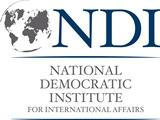 NDI
NATIONAL
DEMOCRATIC
INSTITUTE
FOR INTERNATIONAL AFFAIRS